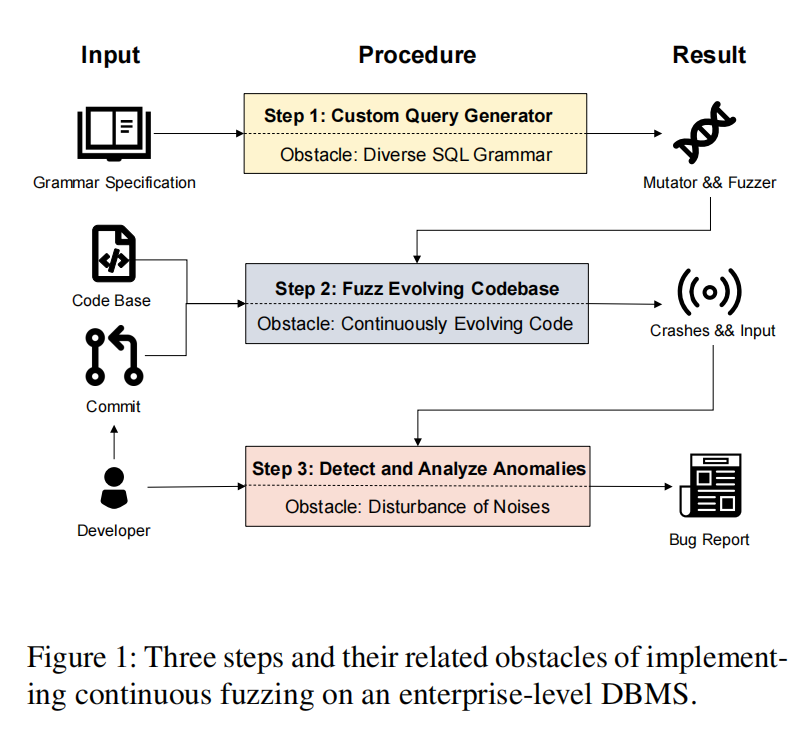 Input
Procedure
Result
Step 1: Custom Query Generator
Obstacle: Diverse SQL Grammar
Grammar Specification
Mutator && Fuzzer
Code Base
Step 2: Fuzz Evolving Codebase
Obstacle: Continuously Evolving Code
Crashes && Input
Commit
Step 3: Detect and Analyze Anomalies
Obstacle: Disturbance of Noises
Developer
Bug Report
Figure 1: Three steps and their related obstacles of implement-
ing continuous fuzzing on an enterprise-level DBMS.